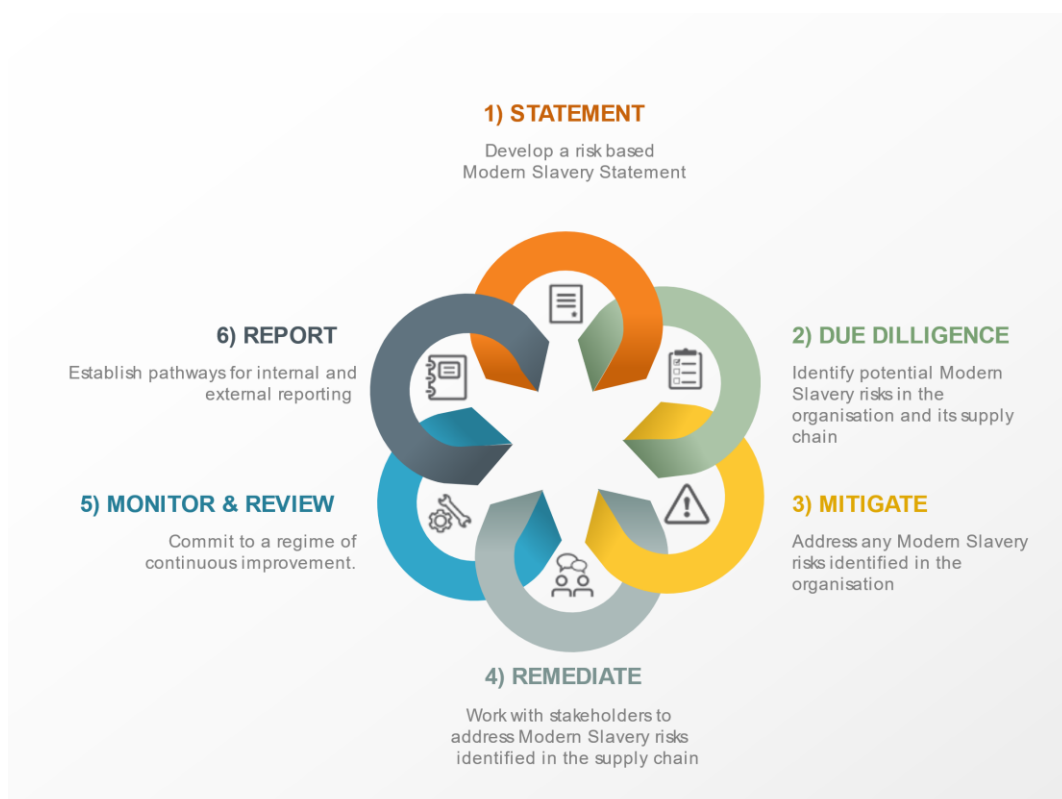 1) STATEMENT
Develop a risk based
Modern Slavery Statement
2) DUE DILLIGENCE
Identify potential Modern
Slavery risks in the
organisation and its supply
chain
3) MITIGATE
Address any Modern Slavery
risks identified in the
organisation
4) REMEDIATE
Work with stakeholders to
address Modern Slavery risks
identified in the supply chain
5) MONITOR & REVIEW
Commit to a regime of
continuous improvement.
6) REPORT
Establish pathways for internal and
external reporting